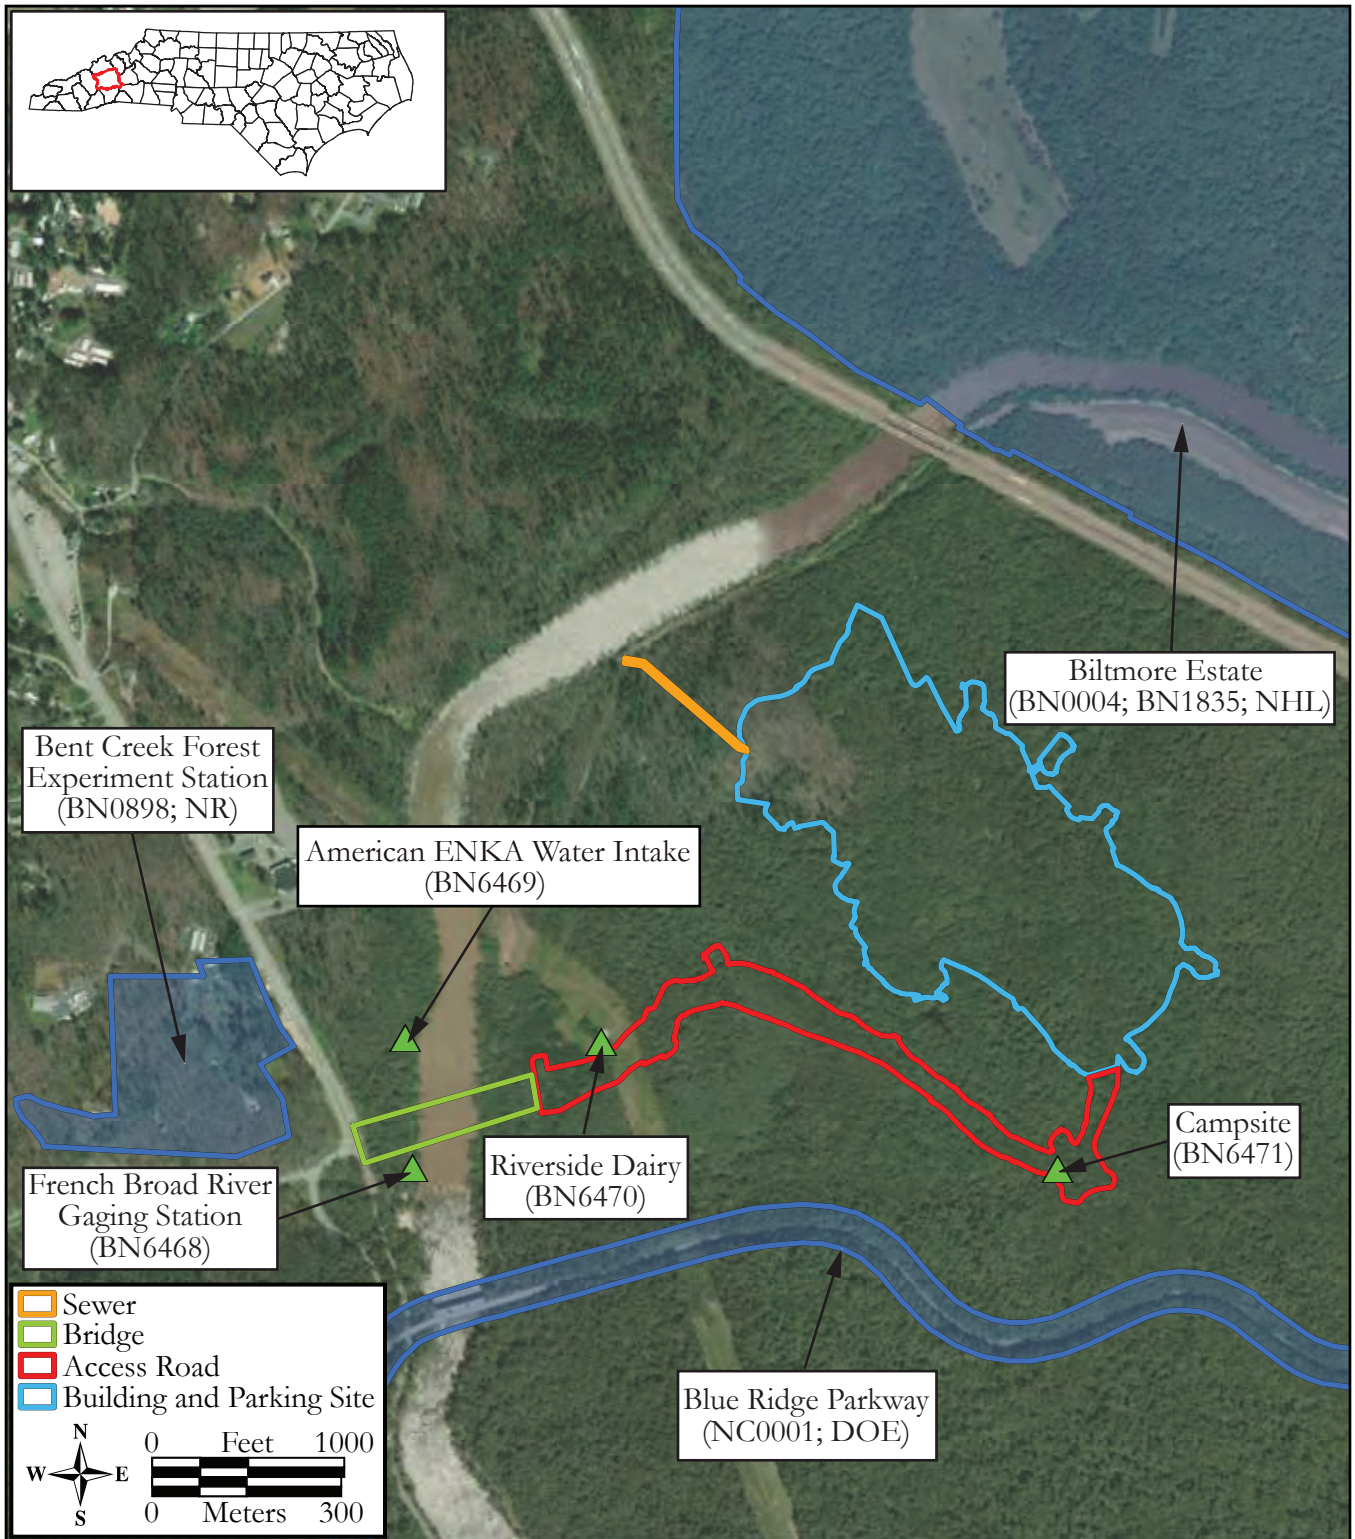 Biltmore Estate
(BN0004; BN1835; NHL)
Bent Creek Forest
Experiment Station
(BN0898; NR)
American ENKA Water Intake
(BN6469)
Campsite
(BN6471)
Riverside Dairy
(BN6470)
French Broad River
Gaging Station
(BN6468)
Blue Ridge Parkway
(NC0001; DOE)
Sewer
Bridge
Access Road
Building and Parking Site
N
W E
S
0 Feet 1000
0 Meters 300